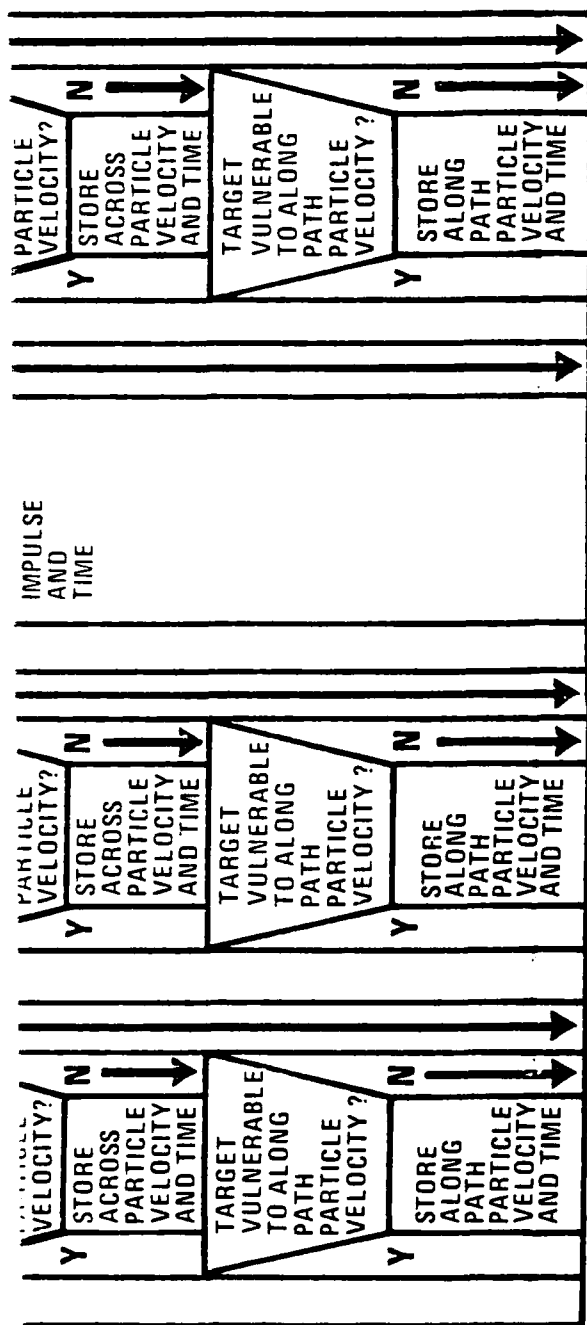 VELOCITY?
Y
N
STORE
ACROSS
PARTICLE
VELOCITY
AND TIME
TARGET
VULNERABLE
TO ALONG
PATH
PARTICLE
VELOCITY?
Y
N
STORE
ALONG
PATH
PARTICLE
VELOCITY
AND TIME
PARTICLE
VELOCITY?
Y
N
STORE
ACROSS
PARTICLE
VELOCITY
AND TIME
TARGET
VULNERABLE
TO ALONG
PATH
PARTICLE
VELOCITY?
Y
N
STORE
ALONG
PATH
PARTICLE
VELOCITY
AND TIME
IMPULSE
AND
TIME
PARTICLE
VELOCITY?
Y
N
STORE
ACROSS
PARTICLE
VELOCITY
AND TIME
TARGET
VULNERABLE
TO ALONG
PATH
PARTICLE
VELOCITY?
Y
N
STORE
ALONG
PATH
PARTICLE
VELOCITY
AND TIME